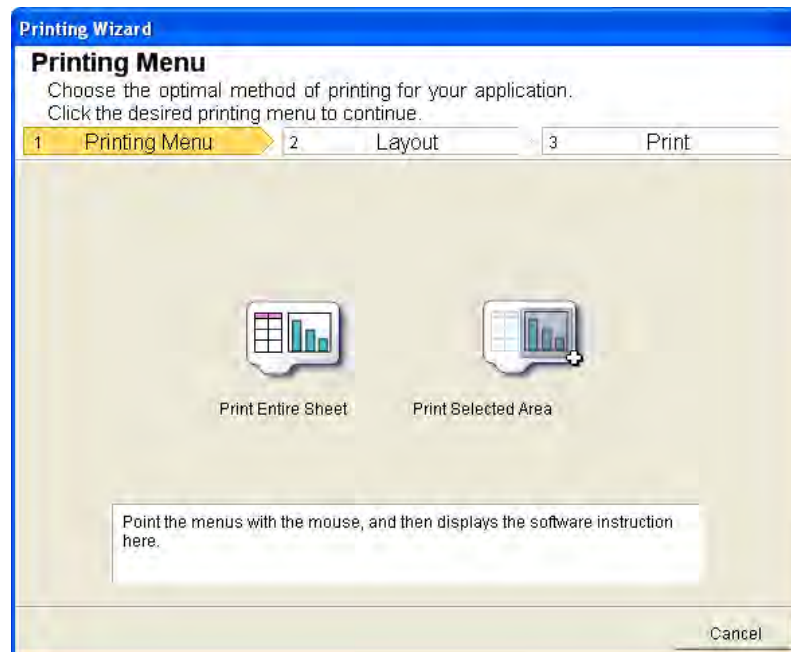 Printing Wizard
Printing Menu
Choose the optimal method of printing for your application.
Click the desired printing menu to continue.
1 Printing Menu 2 Layout 3 Print
Print Entire Sheet Print Selected Area
Point the menus with the mouse, and then displays the software instruction
here.
Cancel